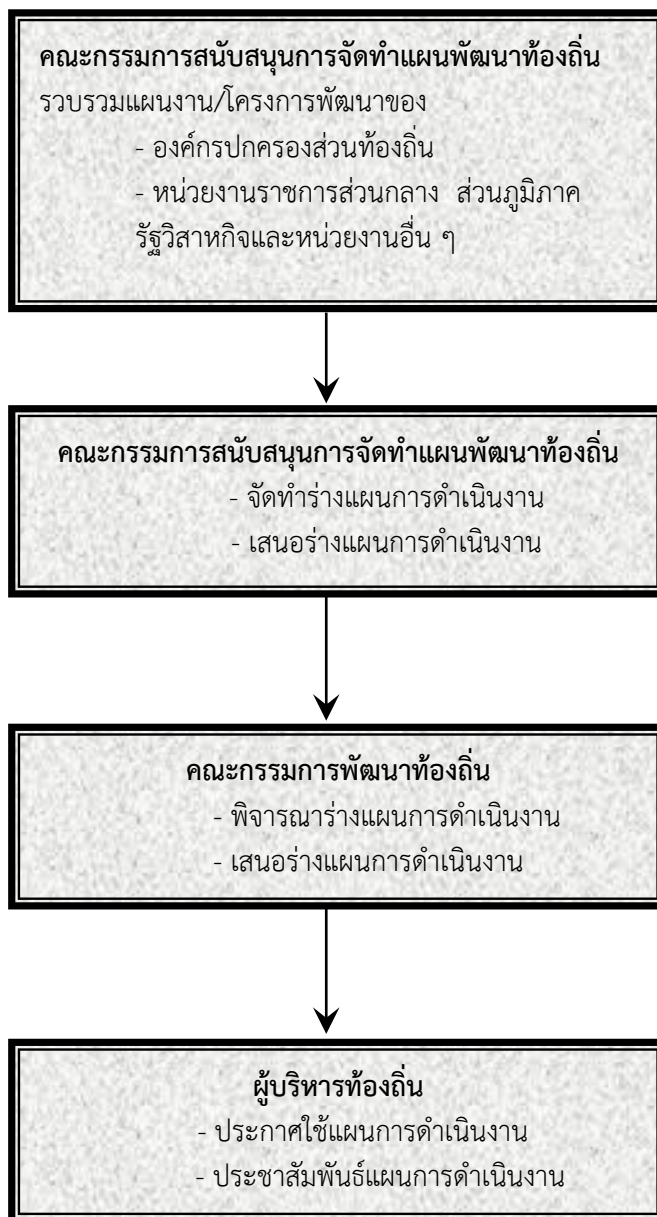 คณะกรรมการสนับสนุนการจัดทำแผนพัฒนาท้องถิ่น
รวบรวมแผนงาน/โครงการพัฒนาของ
- องค์กรปกครองส่วนท้องถิ่น
- หน่วยงานราชการส่วนกลาง ส่วนภูมิภาค
รัฐวิสาหกิจและหน่วยงานอื่น ๆ
คณะกรรมการสนับสนุนการจัดทำแผนพัฒนาท้องถิ่น
- จัดทำร่างแผนการดำเนินงาน
- เสนอร่างแผนการดำเนินงาน
คณะกรรมการพัฒนาท้องถิ่น
- พิจารณาร่างแผนการดำเนินงาน
- เสนอร่างแผนการดำเนินงาน
ผู้บริหารท้องถิ่น
- ประกาศใช้แผนการดำเนินงาน
- ประชาสัมพันธ์แผนการดำเนินงาน